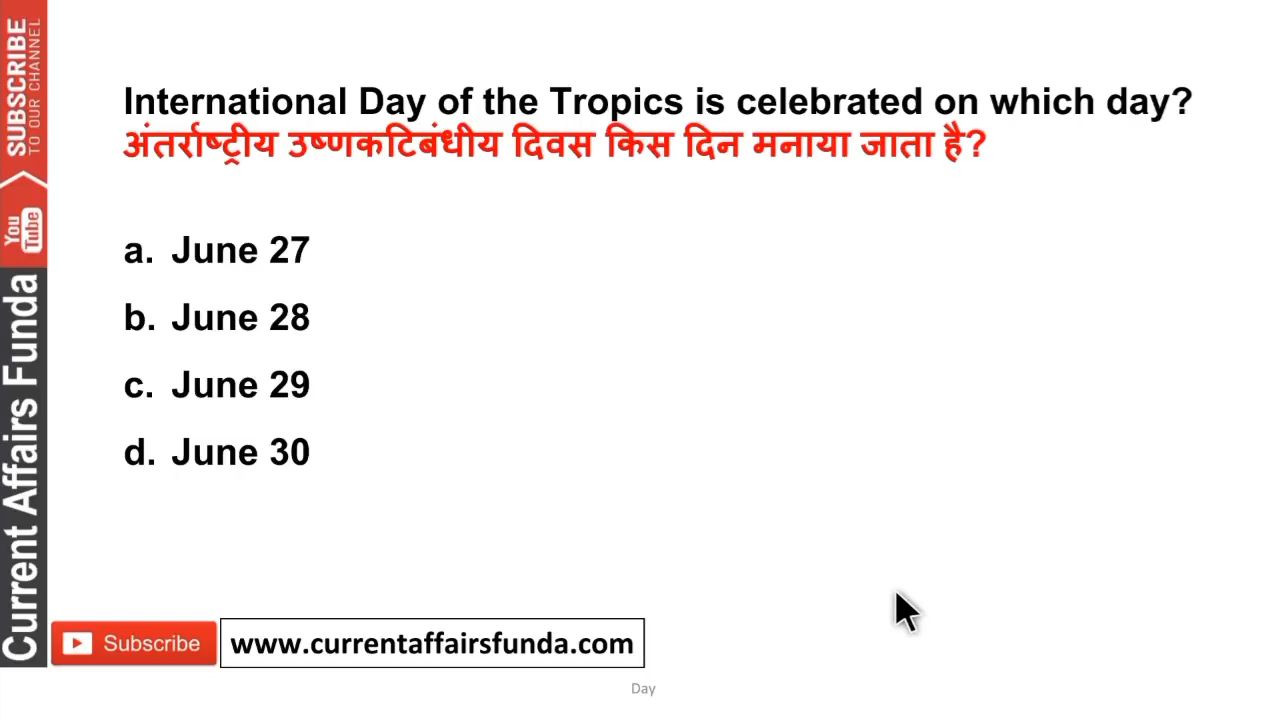 International Day of the Tropics is celebrated on which day?
अंतर्राष्ट्रीय उष्णकटिबंधीय दिवस किस दिन मनाया जाता है?
a. June 27
b. June 28
c. June 29
d. June 30
SUBSCRIBE
TO OUR CHANNEL
You
Tube
Current Affairs Funda
Subscribe
www.currentaffairsfunda.com
Day